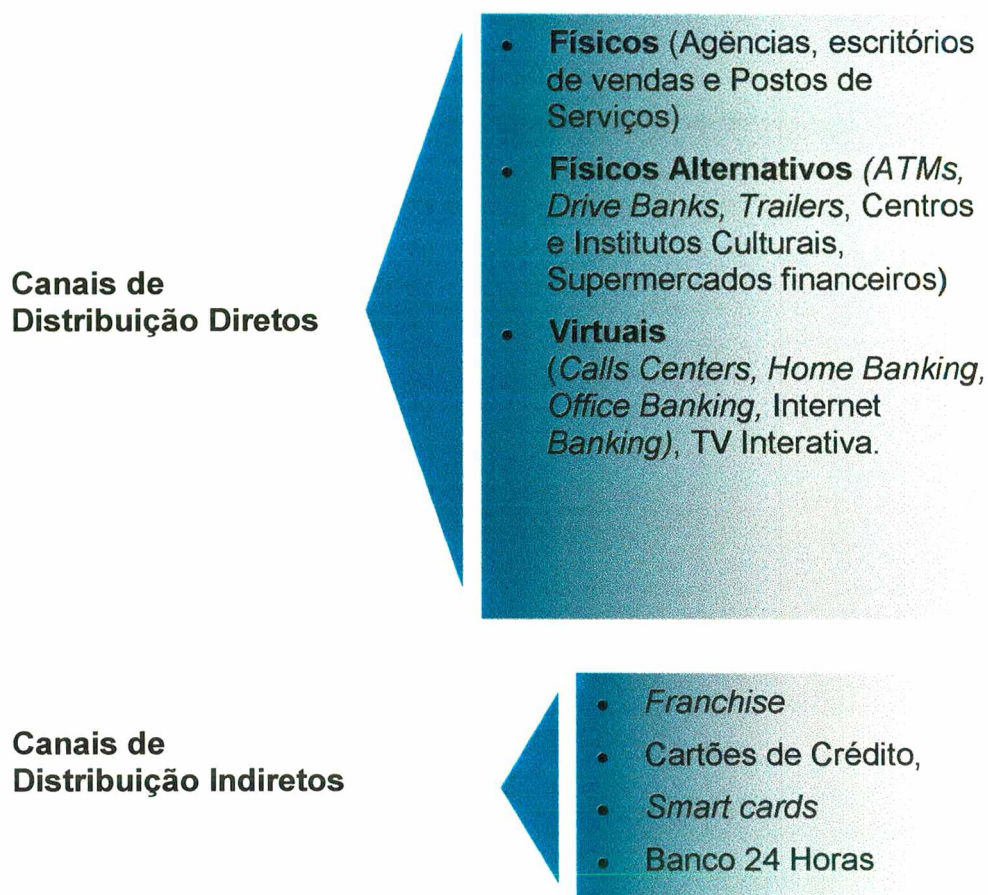 • Físicos (Agëncias, escritórios
de vendas e Postos de
Serviços)
• Físicos Alternativos (ATMs,
Drive Banks, Trailers, Centros
e Institutos Culturais,
Supermercados financeiros)
Canais de
Distribuição Diretos
• Virtuais
(Calls Centers, Home Banking,
Office Banking, Internet
Banking), TV Interativa.
Canais de
Distribuição Indiretos
• Franchise
• Cartões de Crédito,
• Smart cards
• Banco 24 Horas